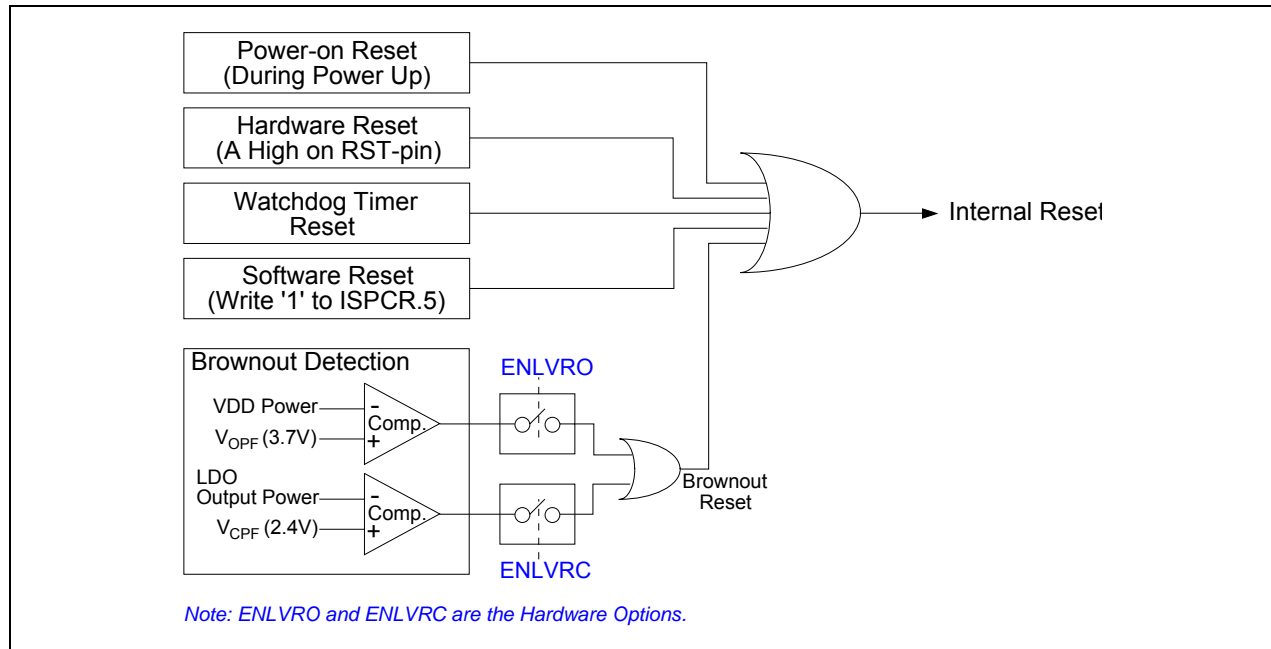 Power-on Reset
(During Power Up)
Hardware Reset
(A High on RST-pin)
Watchdog Timer
Reset
Software Reset
(Write '1' to ISPCR.5)
Internal Reset
Brownout Detection
VDD Power
-
Comp.
VOPF (3.7V)
+
LDO
Output Power
-
Comp.
VCPF (2.4V)
+
ENLVRO
ENLVRC
Brownout
Reset
Note: ENLVRO and ENLVRC are the Hardware Options.